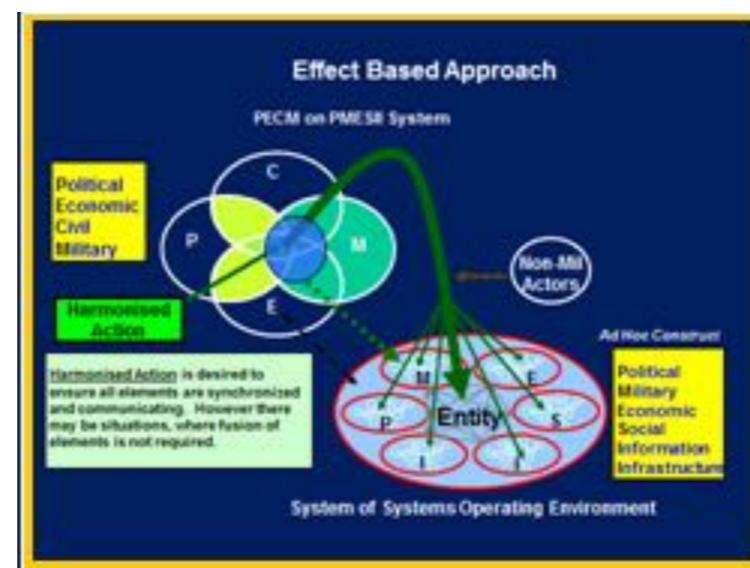 Effect Based Approach
PECM on PMESII System
Political
Economic
Civil
Military
C
P
M
E
Non-Mil
Actors
Harmonised
Action
Ad Hoc Construct
Harmonised Action is desired to
ensure all elements are synchronized
and communicating. However there
may be situations, where fusion of
elements is not required.
M
E
P
Entity
S
I
I
Political
Military
Economic
Social
Information
Infrastructure
System of Systems Operating Environment